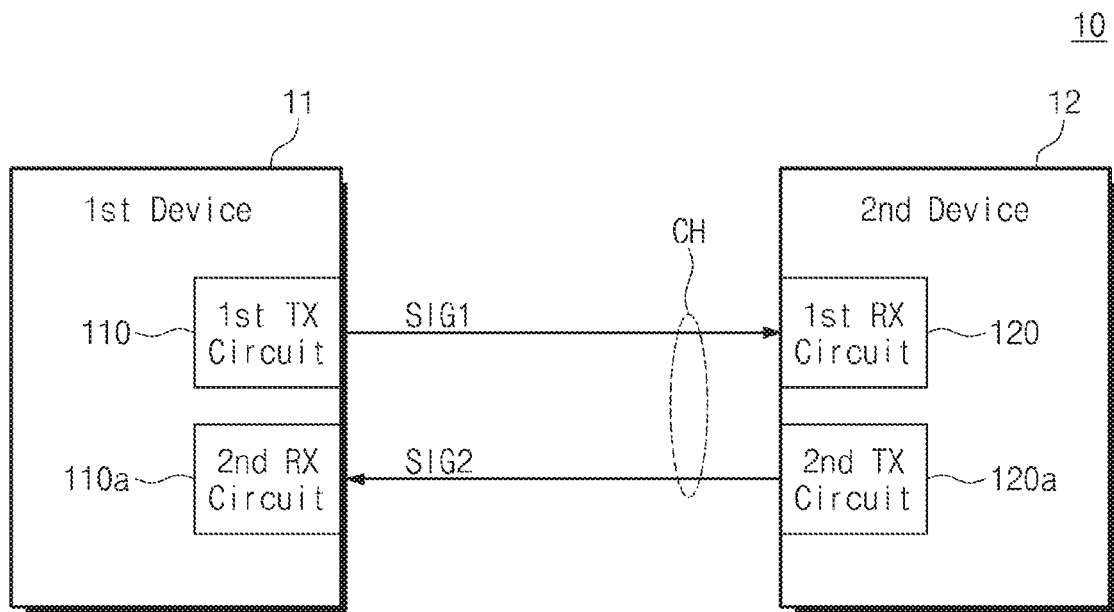 10
11
12
1st Device
2nd Device
CH
1st TX
Circuit
110
SIG1
1st RX
Circuit
120
2nd RX
Circuit
110a
SIG2
2nd TX
Circuit
120a